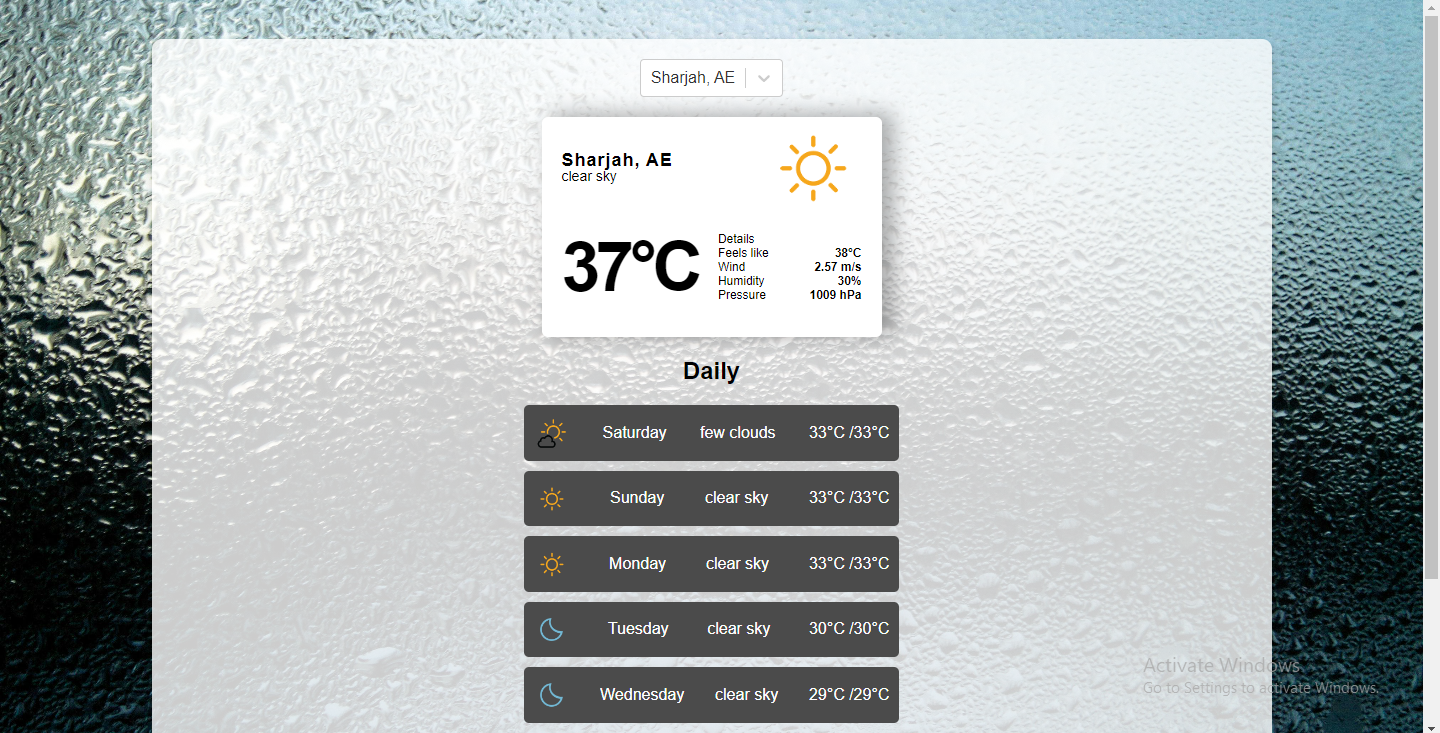 Sharjah, AE
Sharjah, AE
clear sky
37°C
Details
Feels like 38°C
Wind 2.57 m/s
Humidity 30%
Pressure 1009 hPa
Daily
Saturday few clouds 33°C /33°C
Sunday clear sky 33°C /33°C
Monday clear sky 33°C /33°C
Tuesday clear sky 30°C /30°C
Wednesday clear sky 29°C /29°C
Activate Windows
Go to Settings to activate Windows.